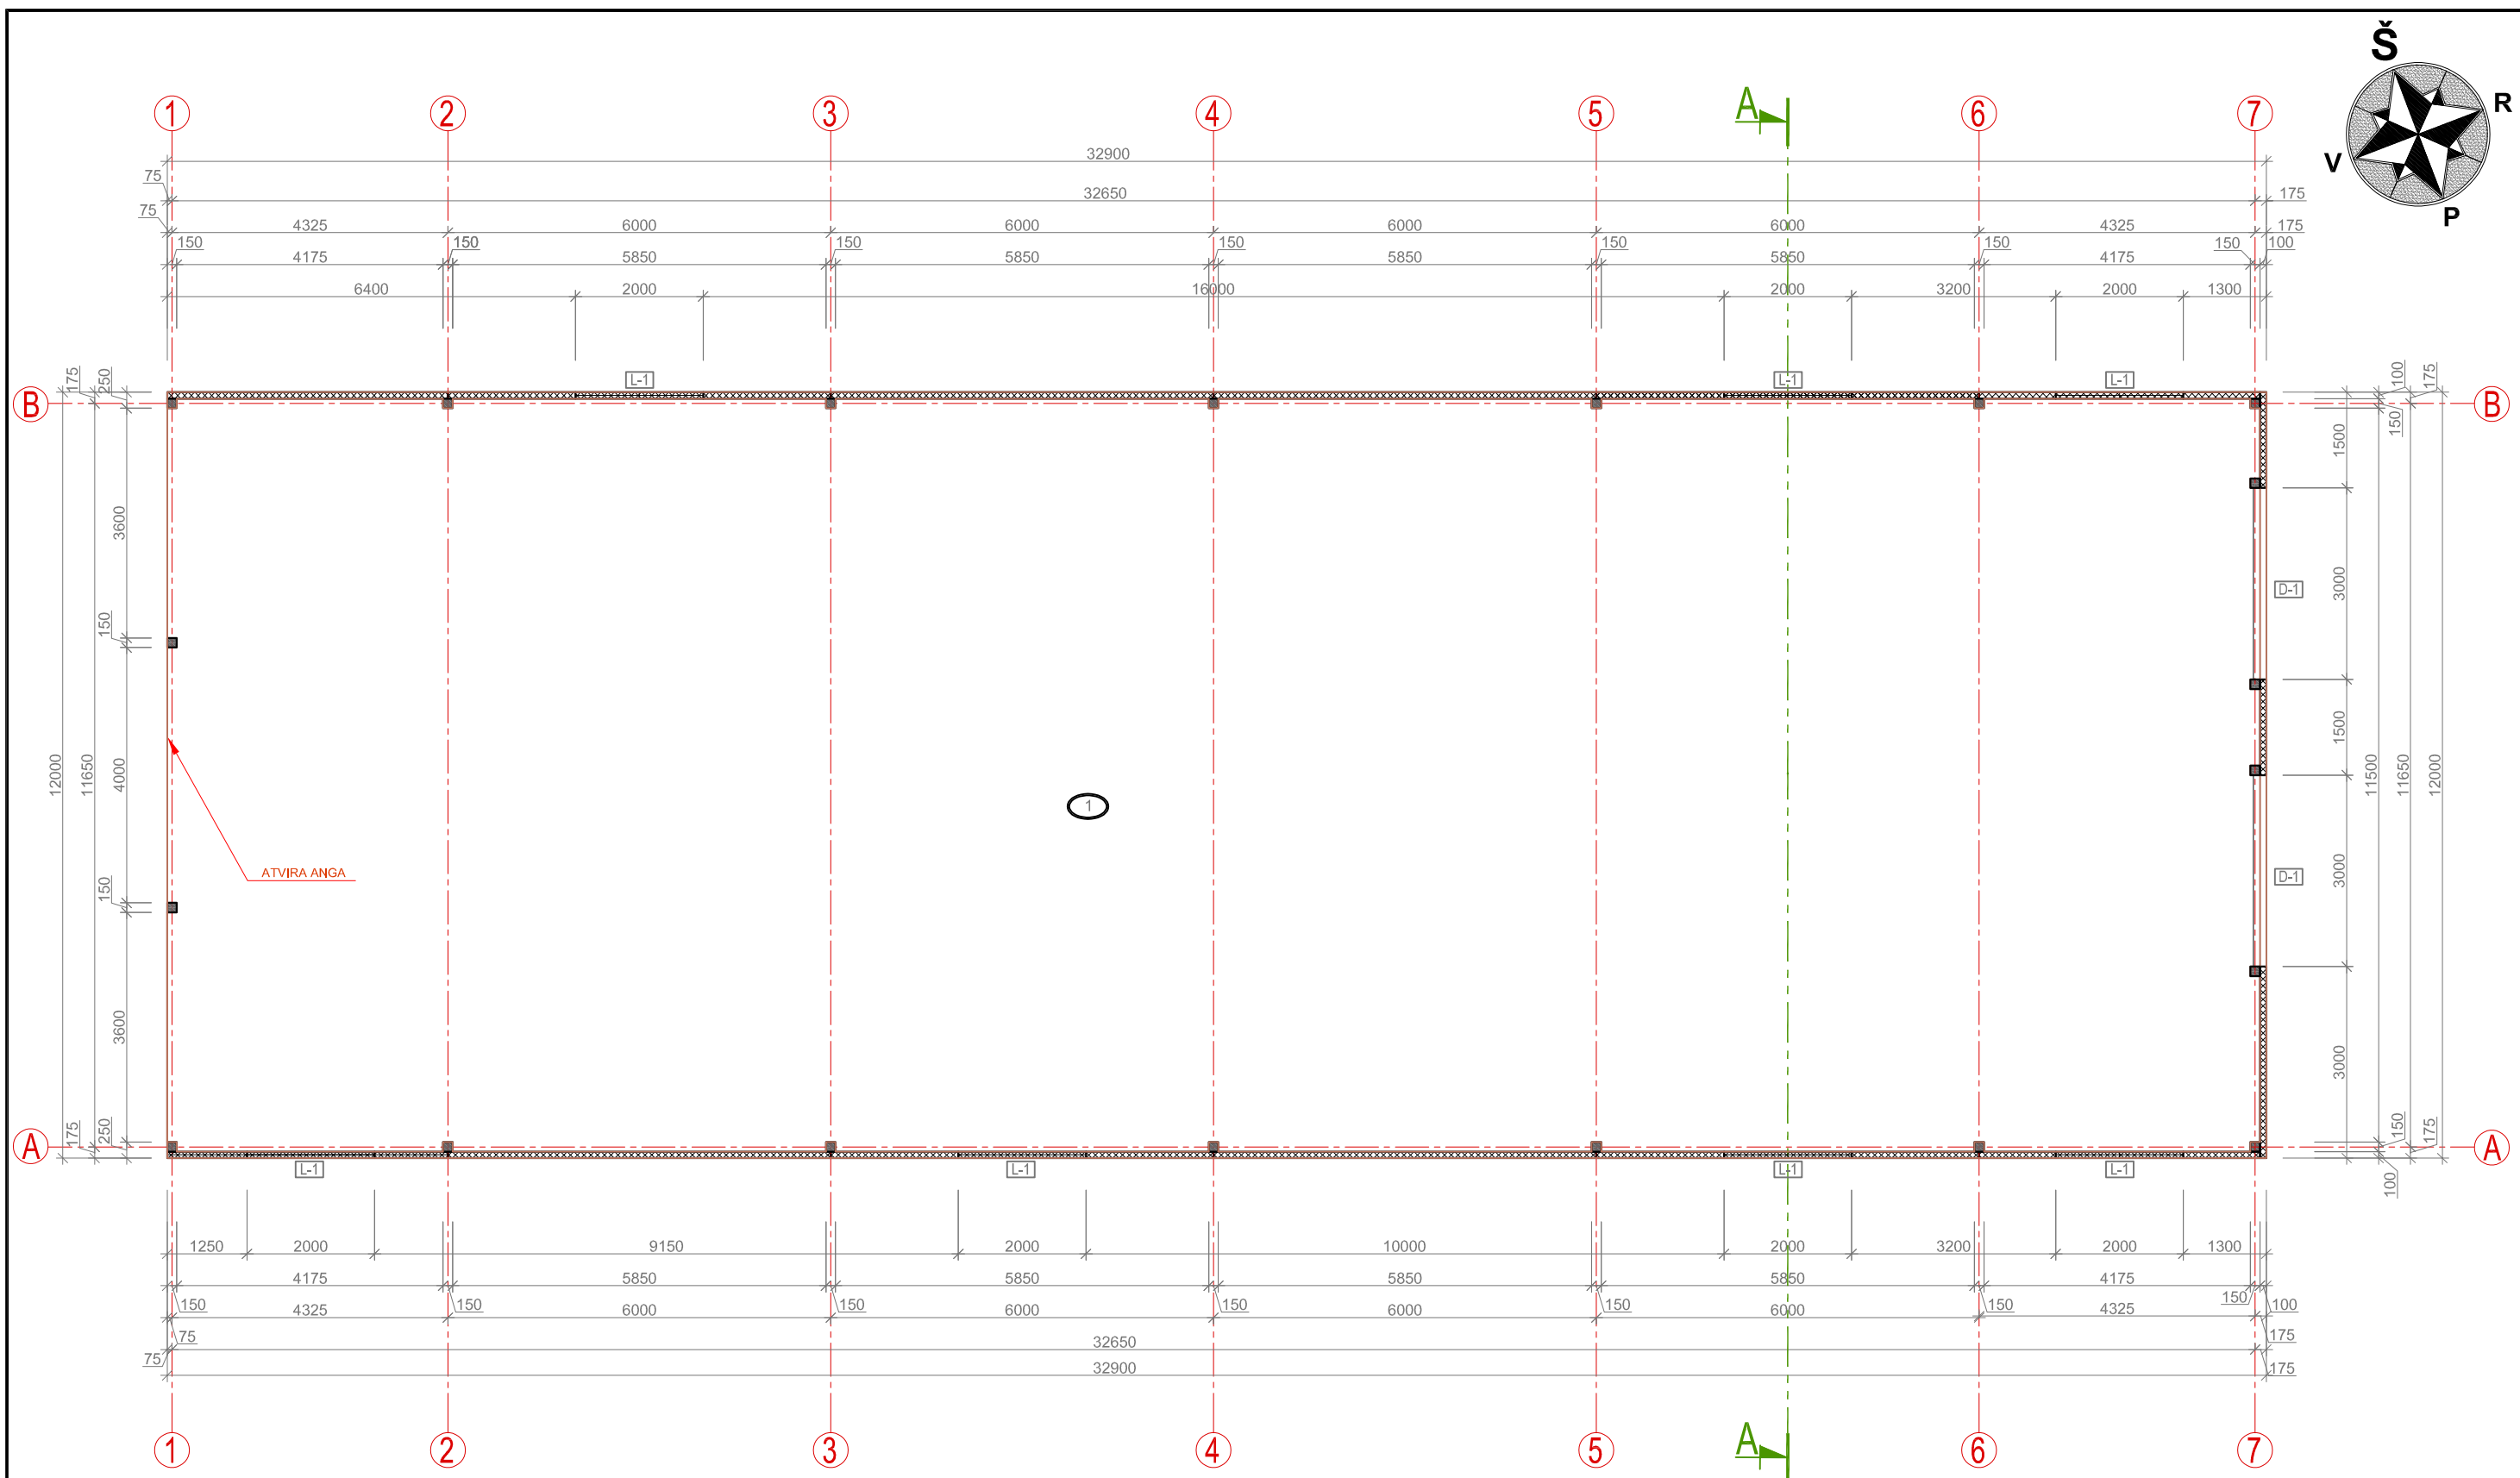 Š
R
V
P
1 2 3 4 5 A 6 7
32900
75 32650 175
75 4325 6000 6000 6000 6000 4325 175
150 150 150 150 150 150 150 100
4175 5850 5850 5850 5850 4175
6400 2000 16000 2000 3200 2000 1300
L-1 L-1 L-1
B B
175 250 100 175
150
12000 11650 3600 150 4000 150 3600
175 250
1500 3000 1500 3000 3000
11500 11650 12000
150 175
100
D-1
D-1
1
ATVIRA ANGA
A A
L-1 L-1 L-1 L-1
1250 2000 9150 2000 10000 2000 3200 2000 1300
4175 5850 5850 5850 5850 4175
150 150 150 150 150 150 150 100
4325 6000 6000 6000 6000 4325
75 175
32650
75 175
32900
1 2 3 4 5 A 6 7